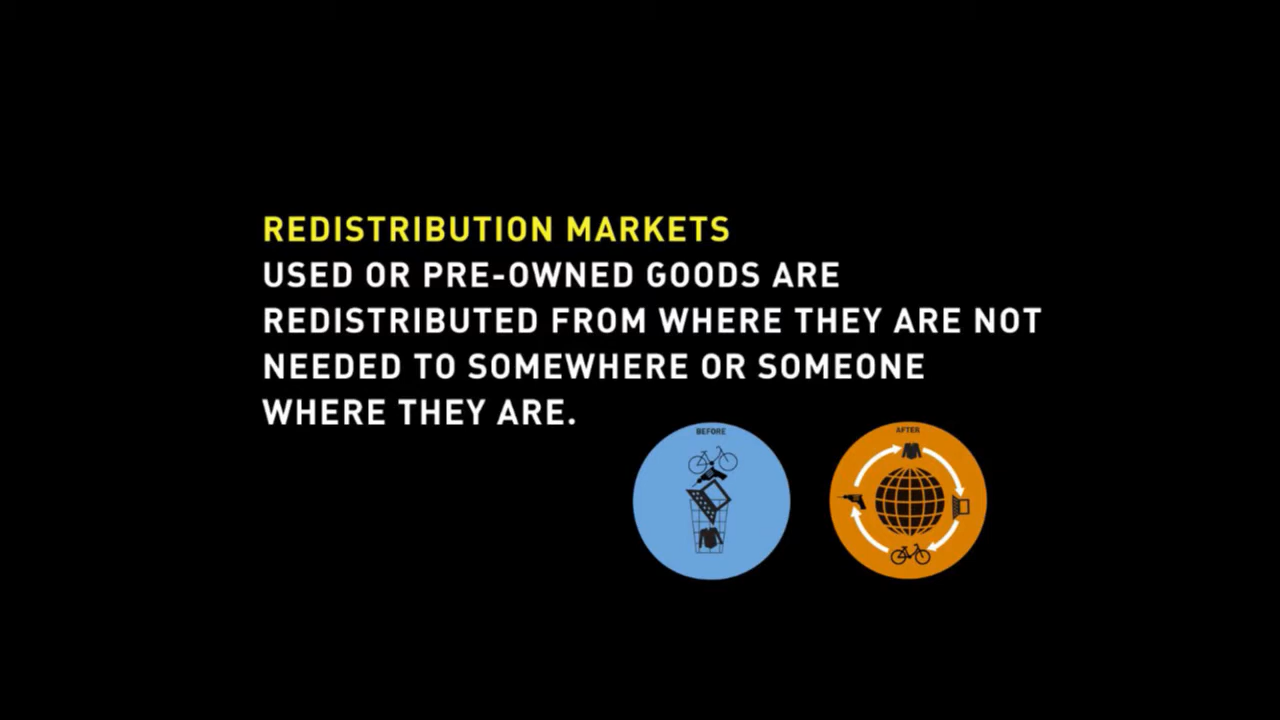 REDISTRIBUTION MARKETS
USED OR PRE-OWNED GOODS ARE
REDISTRIBUTED FROM WHERE THEY ARE NOT
NEEDED TO SOMEWHERE OR SOMEONE
WHERE THEY ARE.
BEFORE
AFTER